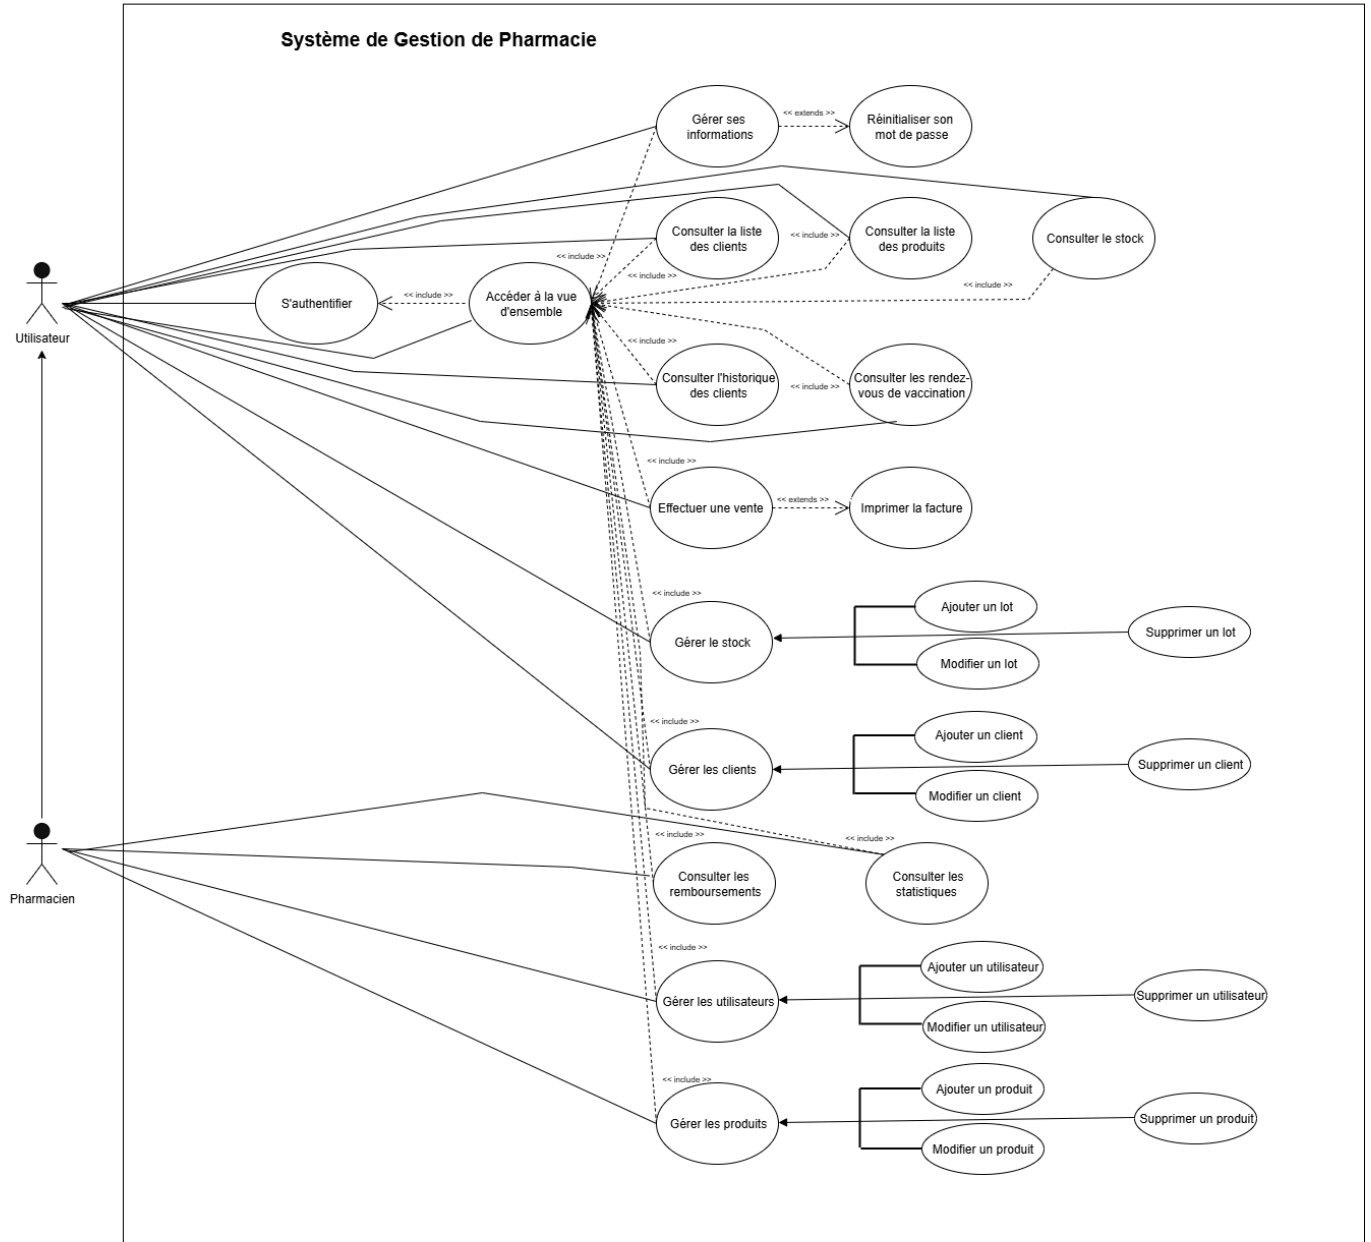 Système de Gestion de Pharmacie
Gérer ses
informations
<< extends >>
Réinitialiser son
mot de passe
Consulter la liste
des clients
<< include >>
Consulter la liste
des produits
Consulter le stock
<< include >>
<< include >>
<< include >>
Utilisateur
S'authentifier
<< include >>
Accéder à la vue
d'ensemble
<< include >>
Consulter l'historique
des clients
<< include >>
Consulter les rendez-
vous de vaccination
<< include >>
Effectuer une vente
<< extends >>
Imprimer la facture
<< include >>
Gérer le stock
Ajouter un lot
Modifier un lot
Supprimer un lot
<< include >>
Gérer les clients
Ajouter un client
Modifier un client
Supprimer un client
Pharmacien
<< include >>
Consulter les
remboursements
<< include >>
Consulter les
statistiques
<< include >>
Gérer les utilisateurs
Ajouter un utilisateur
Modifier un utilisateur
Supprimer un utilisateur
<< include >>
Gérer les produits
Ajouter un produit
Modifier un produit
Supprimer un produit